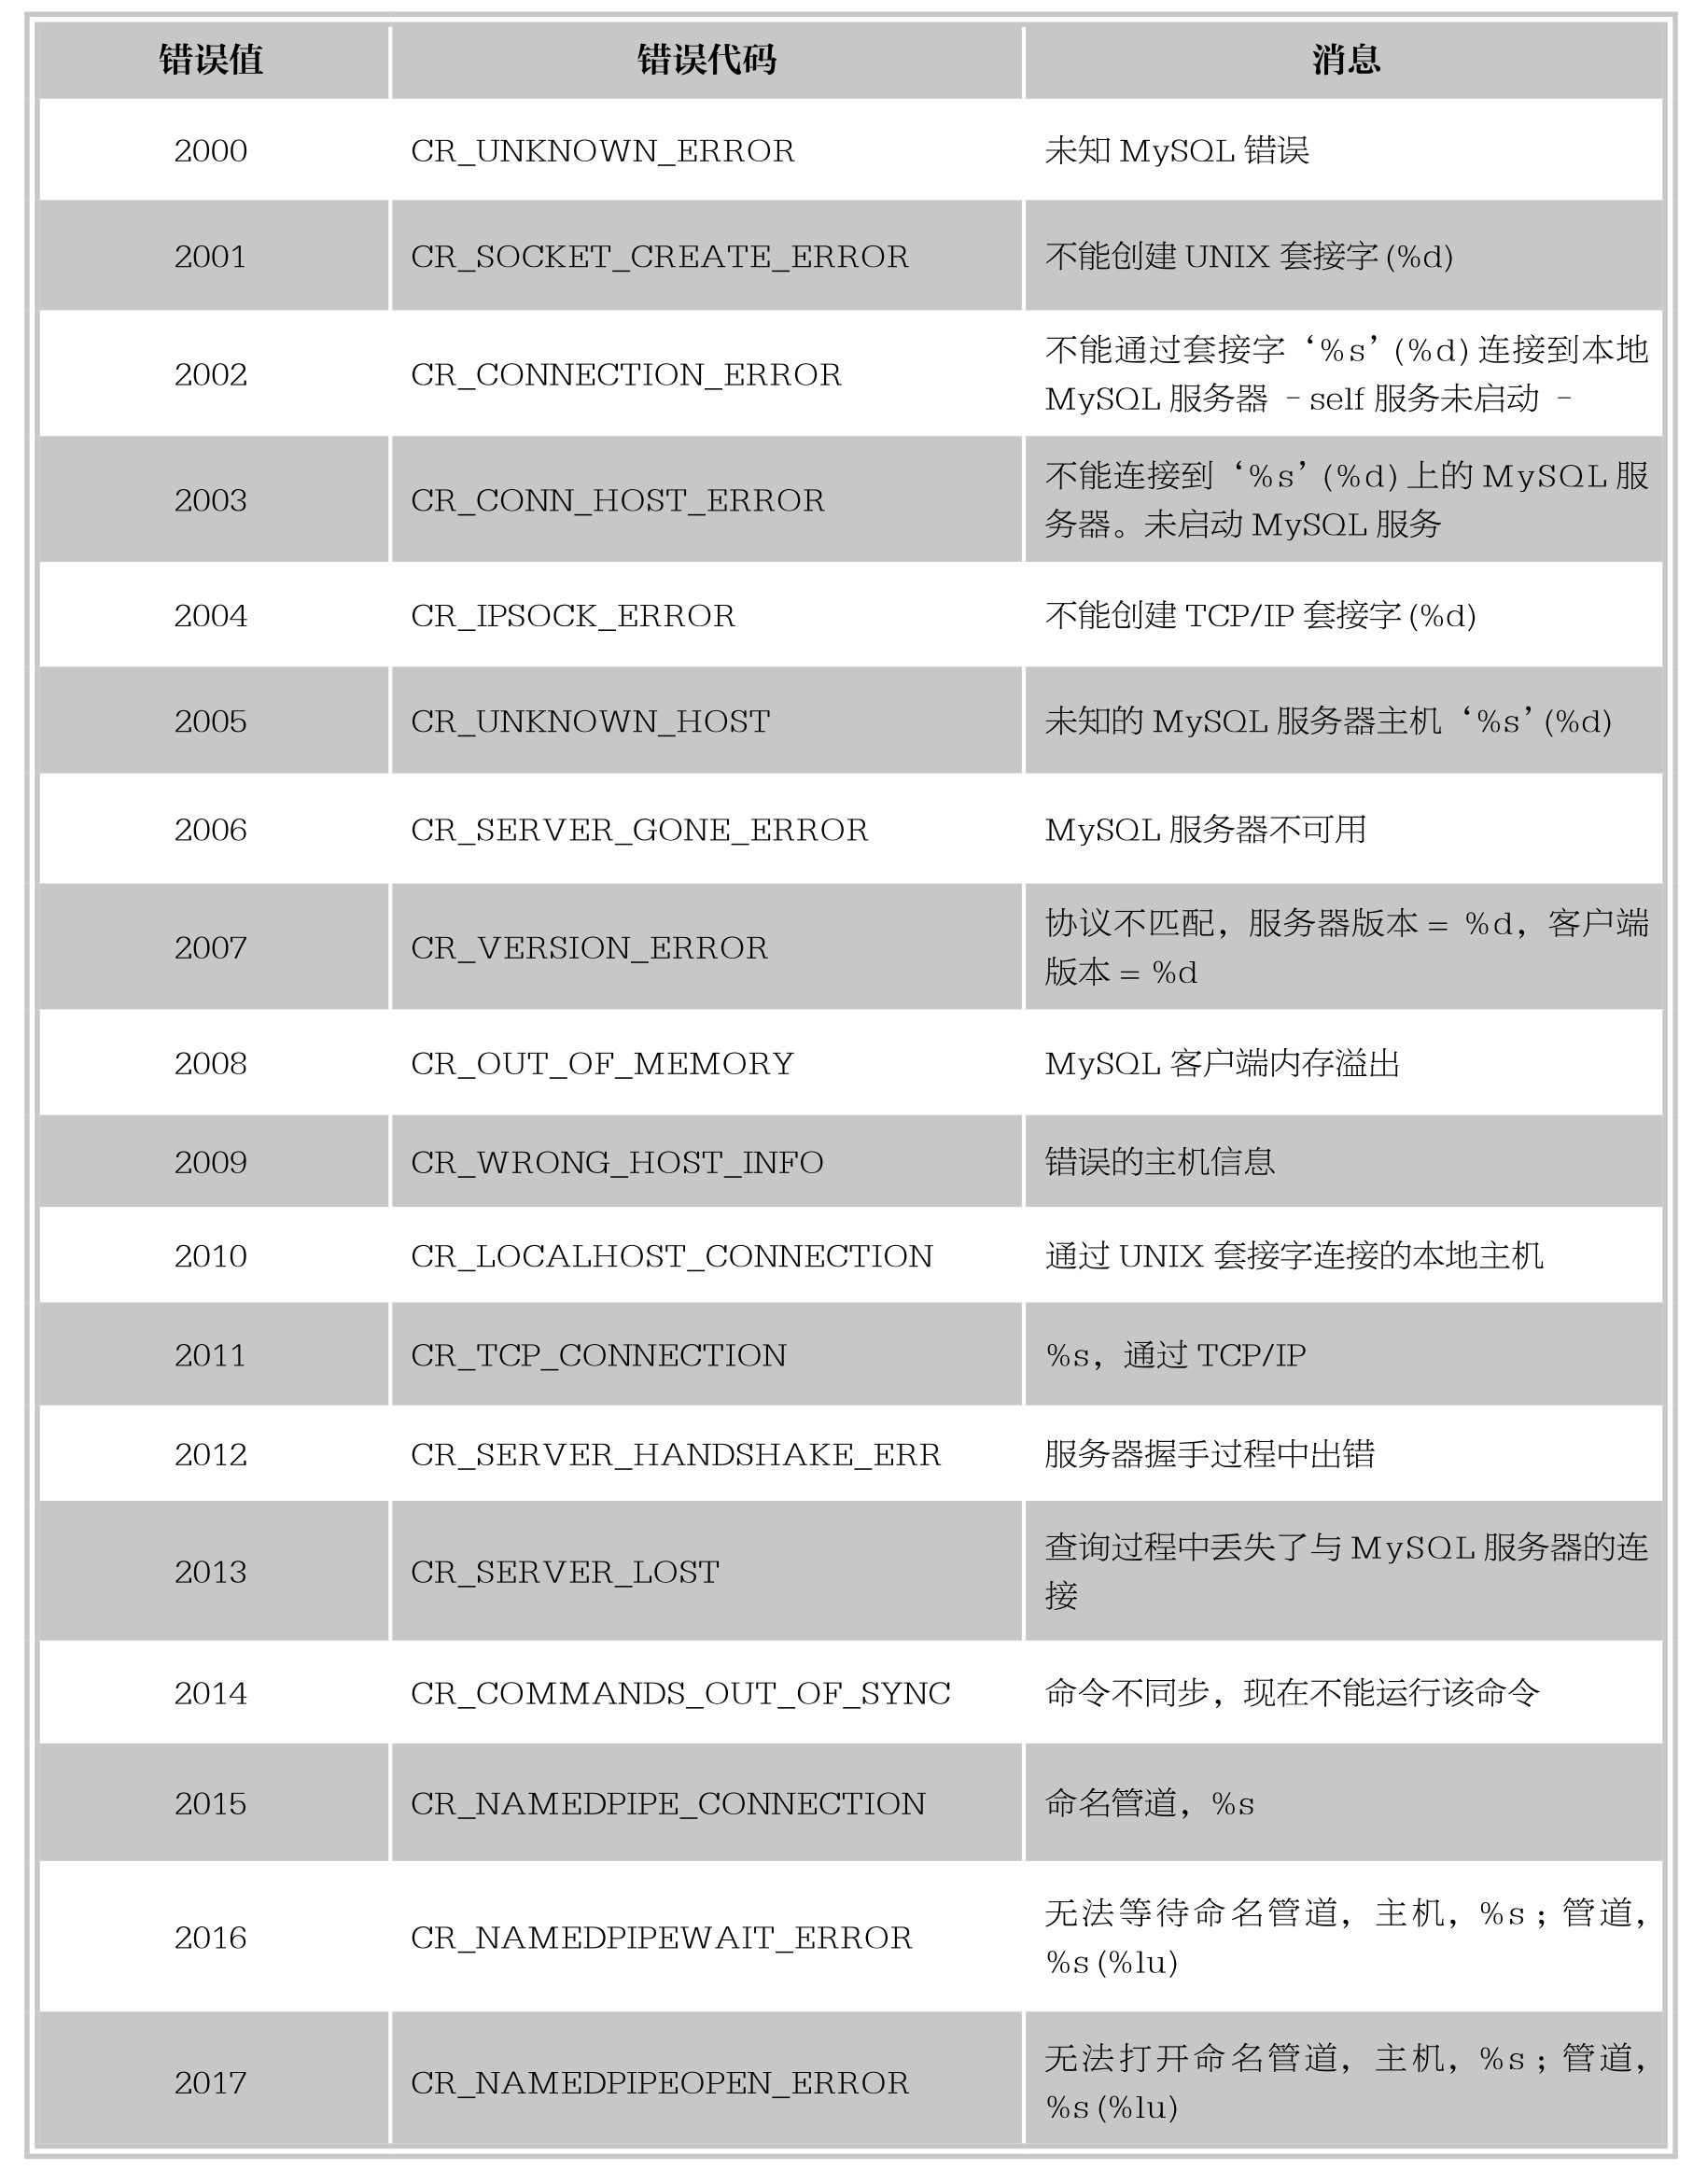 错误值 错误代码 消息
2000 CR_UNKNOWN_ERROR 未知 MySQL 错误
2001 CR_SOCKET_CREATE_ERROR 不能创建 UNIX 套接字 (%d)
2002 CR_CONNECTION_ERROR 不能通过套接字‘%s’(%d) 连接到本地
MySQL 服务器 – self 服务未启动 –
2003 CR_CONN_HOST_ERROR 不能连接到‘%s’(%d) 上的 MySQL 服
务器。未启动 MySQL 服务
2004 CR_IPSOCK_ERROR 不能创建 TCP/IP 套接字 (%d)
2005 CR_UNKNOWN_HOST 未知的 MySQL 服务器主机‘%s’(%d)
2006 CR_SERVER_GONE_ERROR MySQL 服务器不可用
2007 CR_VERSION_ERROR 协议不匹配，服务器版本 = %d，客户端
版本 = %d
2008 CR_OUT_OF_MEMORY MySQL 客户端内存溢出
2009 CR_WRONG_HOST_INFO 错误的主机信息
2010 CR_LOCALHOST_CONNECTION 通过 UNIX 套接字连接的本地主机
2011 CR_TCP_CONNECTION %s，通过 TCP/IP
2012 CR_SERVER_HANDSHAKE_ERR 服务器握手过程中出错
2013 CR_SERVER_LOST 查询过程中丢失了与 MySQL 服务器的连
接
2014 CR_COMMANDS_OUT_OF_SYNC 命令不同步，现在不能运行该命令
2015 CR_NAMEDPIPE_CONNECTION 命名管道，%s
2016 CR_NAMEDPIPEWAIT_ERROR 无法等待命名管道，主机，%s；管道，
%s (%lu)
2017 CR_NAMEDPIPEOPEN_ERROR 无法打开命名管道，主机，%s；管道，
%s (%lu)